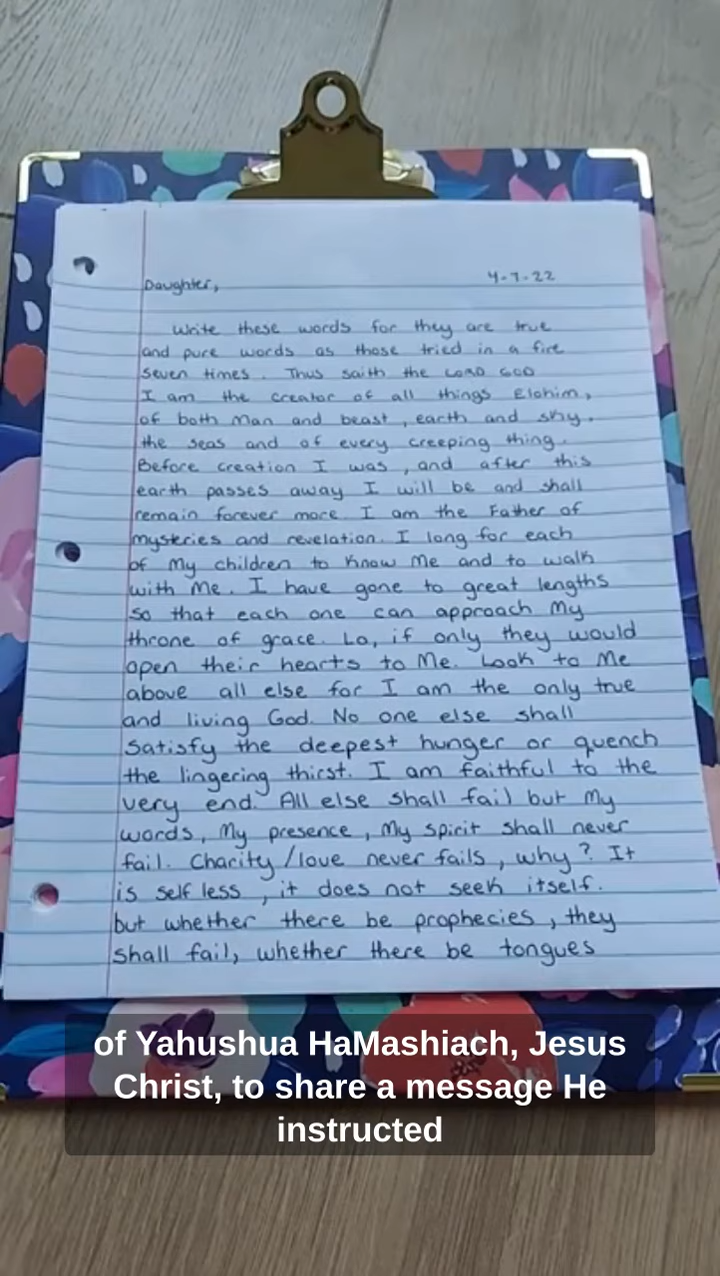 Daughter, 4-7-22
Write these words for they are true
and pure words as those tried in a fire
seven times. Thus saith the LORD GOD
I am the creator of all things Elohim,
of both man and beast, earth and sky.
the seas and of every creeping thing.
Before creation I was, and after this
earth passes away I will be and shall
remain forever more. I am the Father of
mysteries and revelation. I long for each
of My children to know Me and to walk
with Me. I have gone to great lengths
so that each one can approach My
throne of grace. Lo, if only they would
open their hearts to Me. Look to Me
above all else for I am the only true
and living God. No one else shall
satisfy the deepest hunger or quench
the lingering thirst. I am faithful to the
very end. All else shall fail but My
words, My presence, My spirit shall never
fail. Charity/love never fails, why? It
is self less, it does not seek itself.
but whether there be prophecies, they
shall fail, whether there be tongues
of Yahushua HaMashiach, Jesus
Christ, to share a message He
instructed